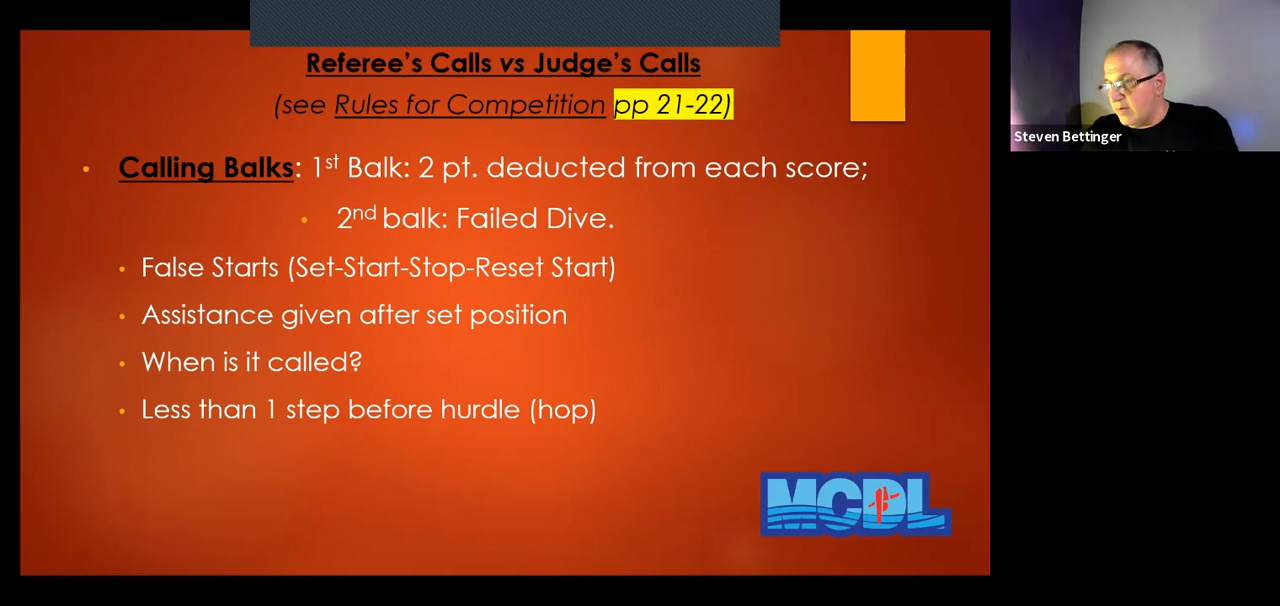 Referee's Calls vs Judge's Calls
(see Rules for Competition pp 21-22)
Calling Balks: 1st Balk: 2 pt. deducted from each score;
2nd balk: Failed Dive.
False Starts (Set-Start-Stop-Reset Start)
Assistance given after set position
When is it called?
Less than 1 step before hurdle (hop)
MCDL
Steven Bettinger